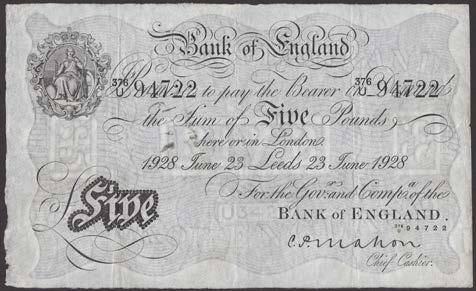 Bank of England
376/U 94722 376/U 94722
to pay the Bearer on Demand
the Sum of Five Pounds
here or in London
1928 June 23 Leeds 23 June 1928
For the Govr. and Compa. of the
BANK OF ENGLAND.
376/U 94722
£Five
C P Mahon
Chief Cashier.